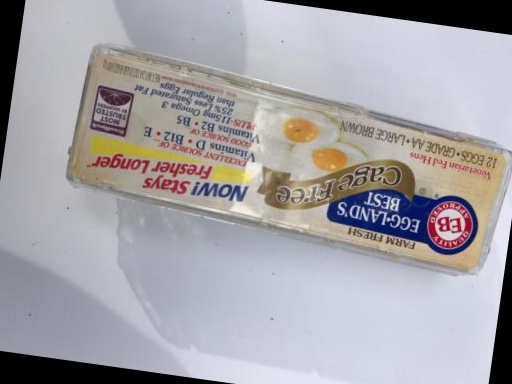 FARM FRESH
EB
QUALITY
APPROVED
EGG·LAND'S
BEST
Cage Free
Vegetarian Fed Hens
12 EGGS • GRADE AA • LARGE BROWN
NOW! Stays
Fresher Longer
EXCELLENT SOURCE OF
Vitamins D • B12 • E
GOOD SOURCE OF
Vitamins B2 • B5
PLUS: 115mg Omega 3
25% Less Saturated Fat
than Regular Eggs
MOST
TRUSTED